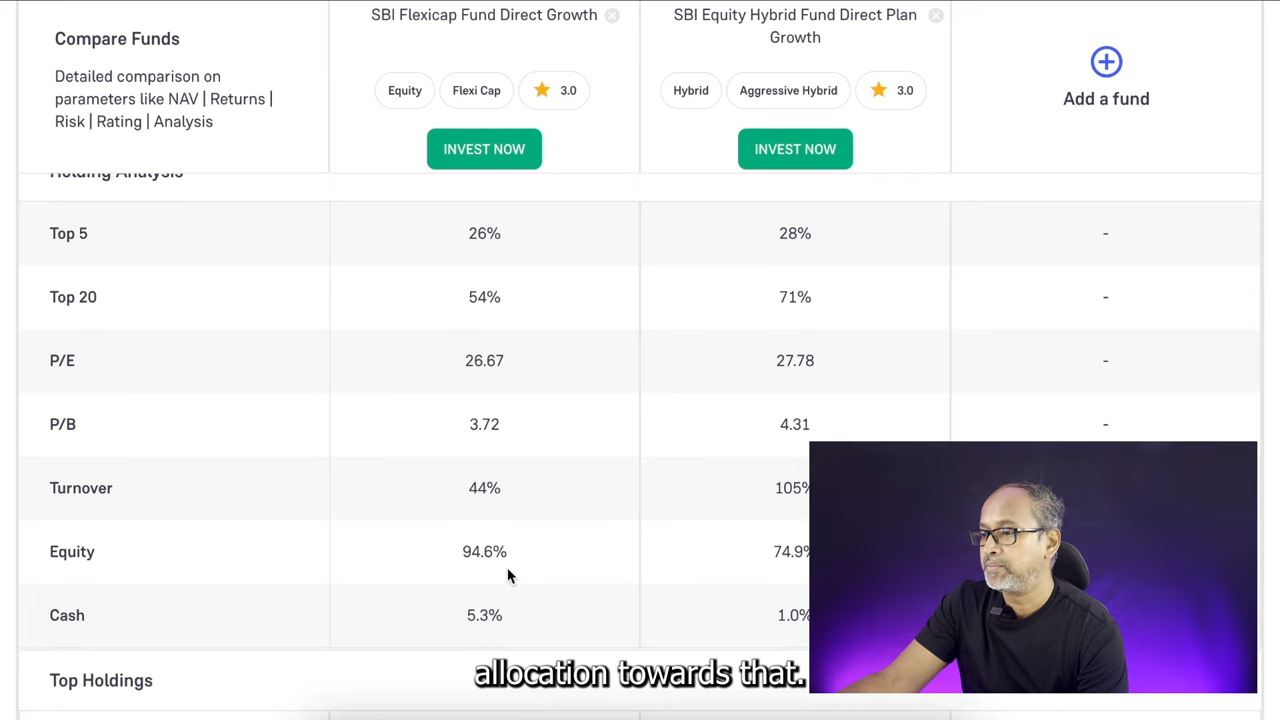 SBI Flexicap Fund Direct Growth
SBI Equity Hybrid Fund Direct Plan
Growth
Compare Funds
Detailed comparison on
parameters like NAV | Returns |
Risk | Rating | Analysis
Equity
Flexi Cap
3.0
Hybrid
Aggressive Hybrid
3.0
Add a fund
INVEST NOW
INVEST NOW
Holding Analysis
Top 5 26% 28% -
Top 20 54% 71% -
P/E 26.67 27.78 -
P/B 3.72 4.31 -
Turnover 44% 105%
Equity 94.6% 74.9%
Cash 5.3% 1.0%
Top Holdings
allocation towards that.